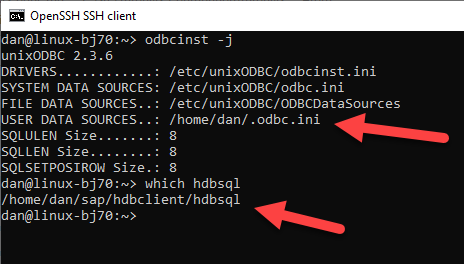 OpenSSH SSH client
dan@linux-bj70:~> odbcinst -j
unixODBC 2.3.6
DRIVERS............: /etc/unixODBC/odbcinst.ini
SYSTEM DATA SOURCES: /etc/unixODBC/odbc.ini
FILE DATA SOURCES..: /etc/unixODBC/ODBCDataSources
USER DATA SOURCES..: /home/dan/.odbc.ini
SQLULEN Size.......: 8
SQLLEN Size........: 8
SQLSETPOSIROW Size.: 8
dan@linux-bj70:~> which hdbsql
/home/dan/sap/hdbclient/hdbsql
dan@linux-bj70:~>